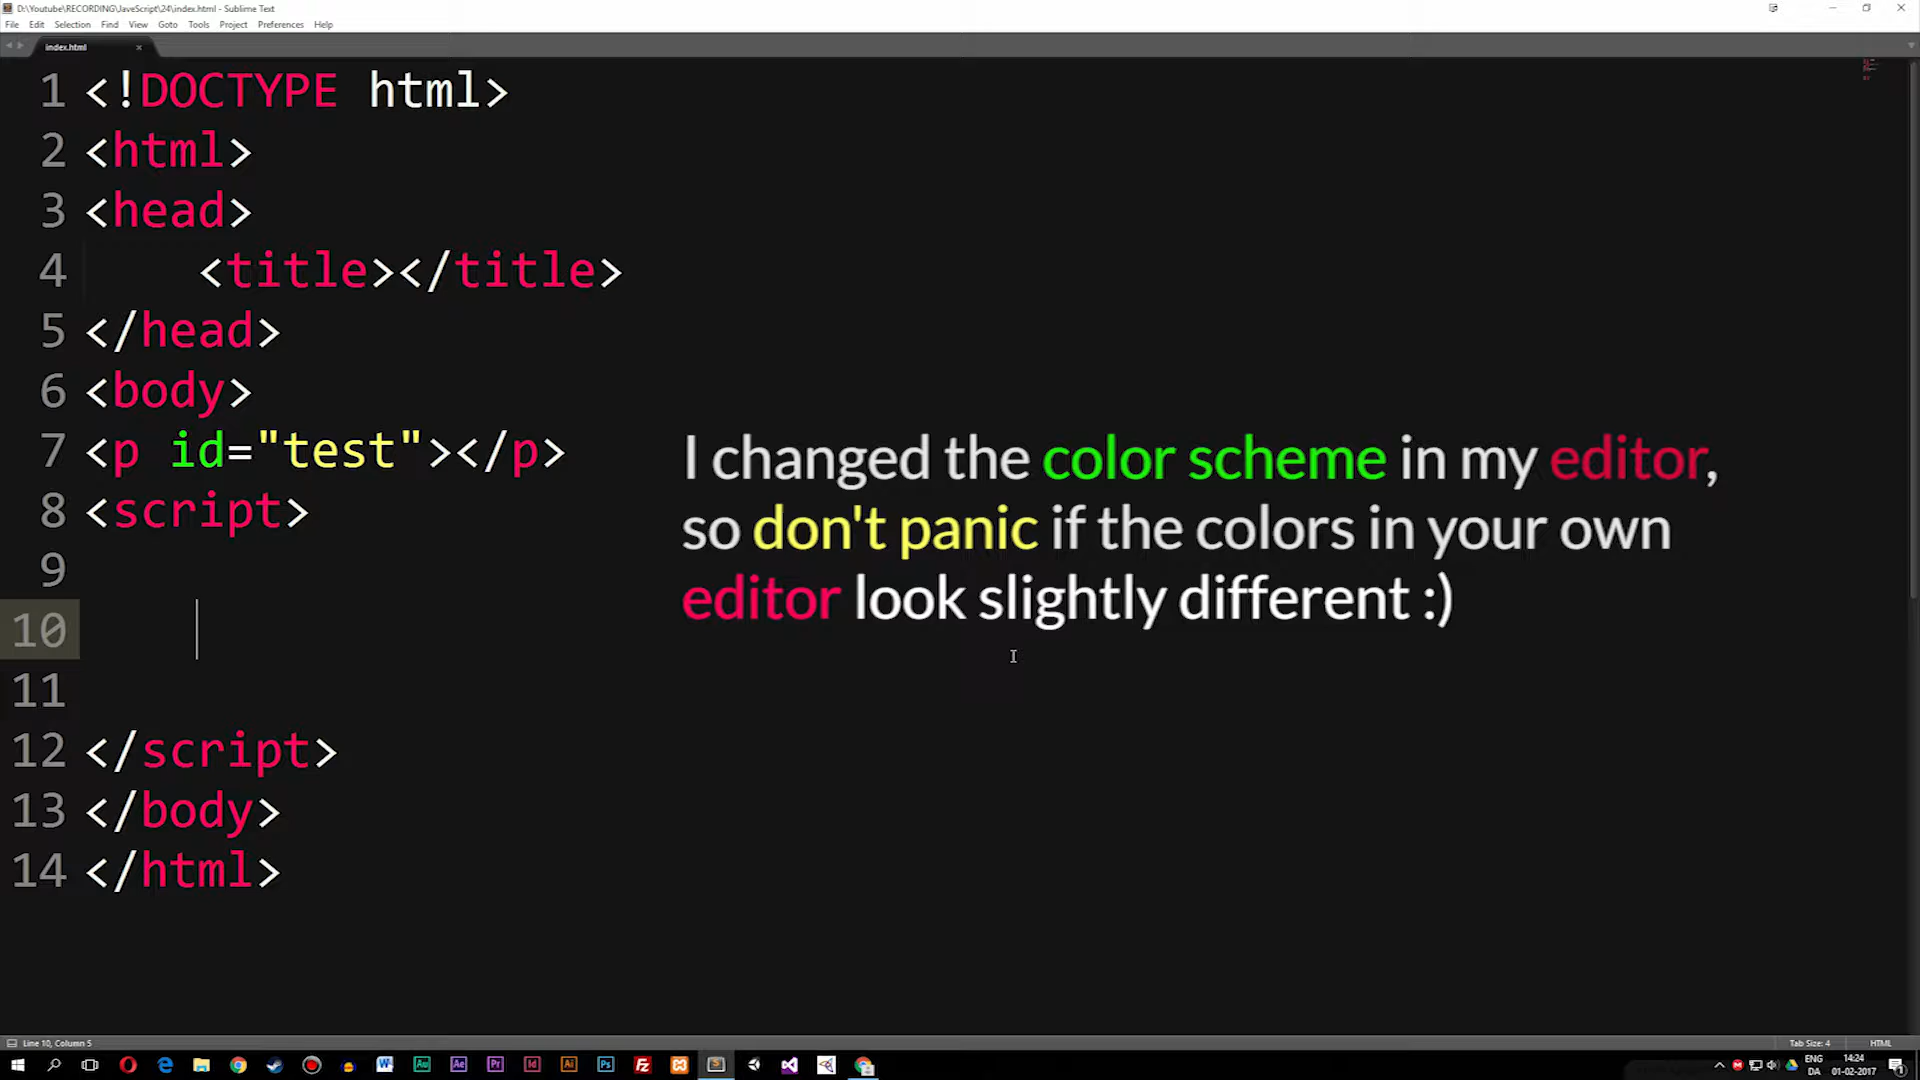 D:\Youtube\RECORDING\JaveScript\24\index.html - Sublime Text
File Edit Selection Find View Goto Tools Project Preferences Help
index.html
1 <!DOCTYPE html>
2 <html>
3 <head>
4 <title></title>
5 </head>
6 <body>
7 <p id="test"></p>
8 <script>
9
10
11
12 </script>
13 </body>
14 </html>
I changed the color scheme in my editor,
so don't panic if the colors in your own
editor look slightly different :)
Line 10, Column 5
Tab Size: 4 HTML
ENG 14:24
DA 01-02-2017